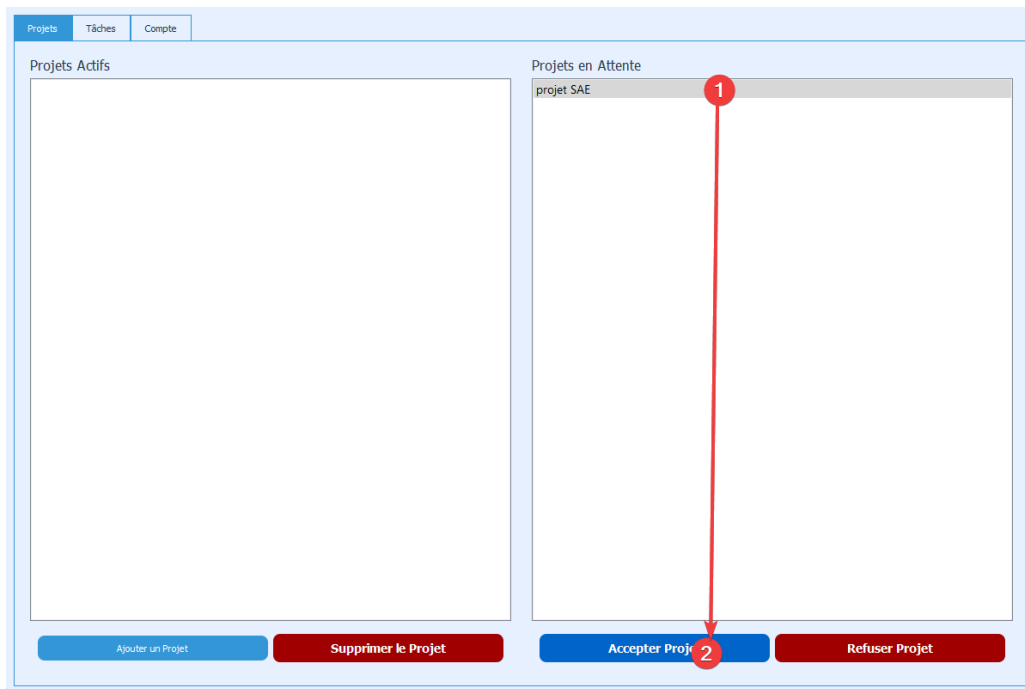 Projets Tâches Compte
Projets Actifs
Projets en Attente
projet SAE
1
Ajouter un Projet
Supprimer le Projet
Accepter Proje
2
Refuser Projet